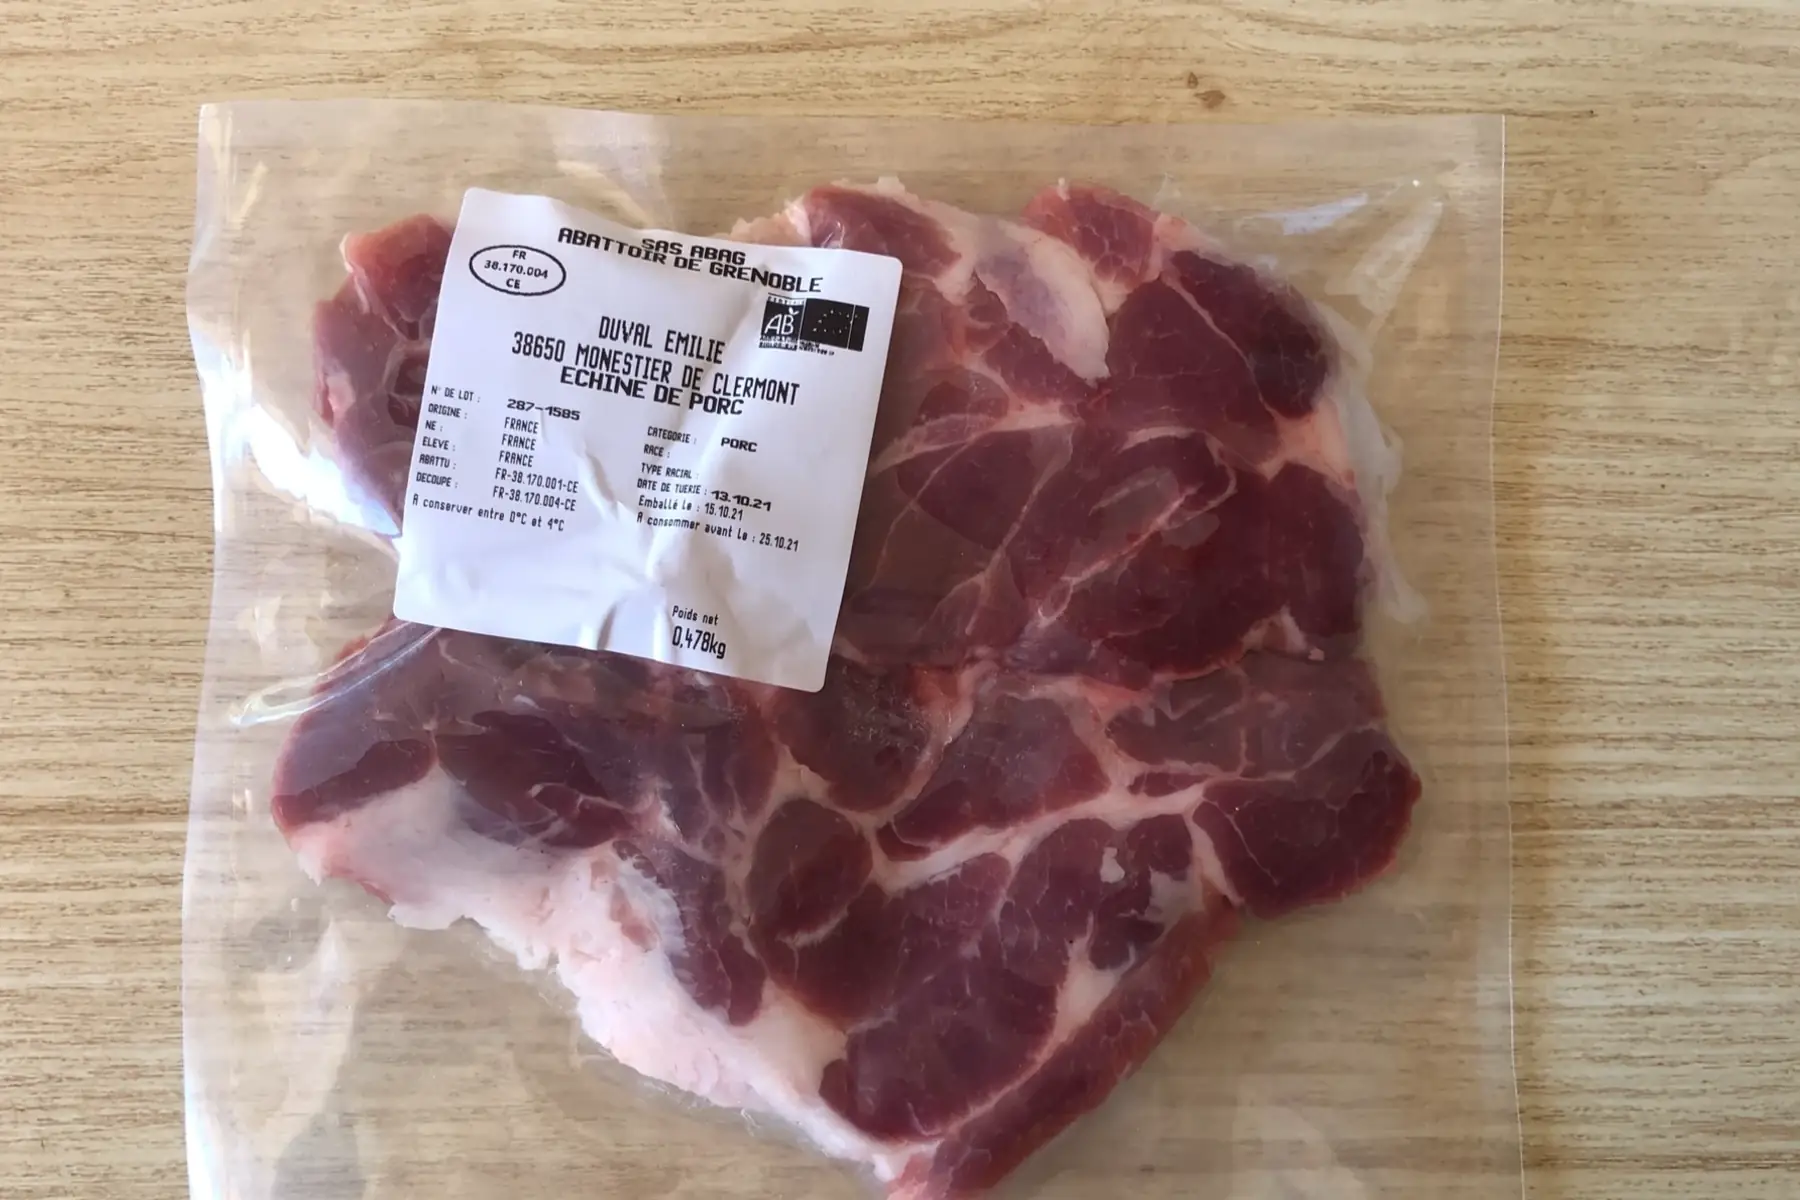 SAS ABAG
ABATTOIR DE GRENOBLE
FR
38.170.004
CE
AB
DUVAL EMILIE
38650 MONESTIER DE CLERMONT
ECHINE DE PORC
N° DE LOT : 287-1585
ORIGINE : FRANCE
NE : FRANCE
ELEVE : FRANCE
ABATTU : FR-38.170.001-CE
DECOUPE : FR-38.170.004-CE
A conserver entre 0°C et 4°C
CATEGORIE : PORC
RACE :
TYPE RACIAL :
DATE DE TUERIE : 13.10.21
Emballé le : 15.10.21
A consommer avant le : 25.10.21
Poids net
0,478kg